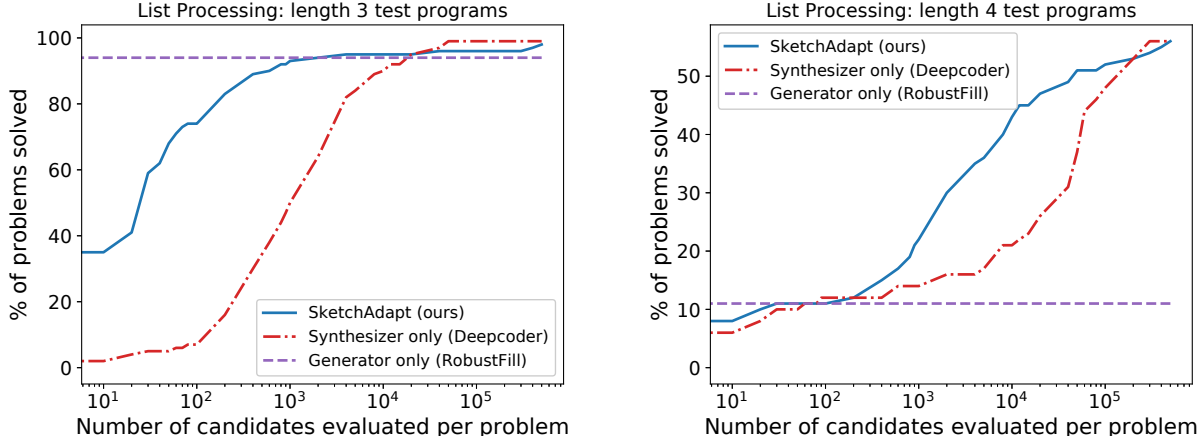 List Processing: length 3 test programs
100
80
60
40
20
0
% of problems solved
SketchAdapt (ours)
Synthesizer only (Deepcoder)
Generator only (RobustFill)
10^1
10^2
10^3
10^4
10^5
Number of candidates evaluated per problem
List Processing: length 4 test programs
50
40
30
20
10
0
% of problems solved
SketchAdapt (ours)
Synthesizer only (Deepcoder)
Generator only (RobustFill)
10^1
10^2
10^3
10^4
10^5
Number of candidates evaluated per problem